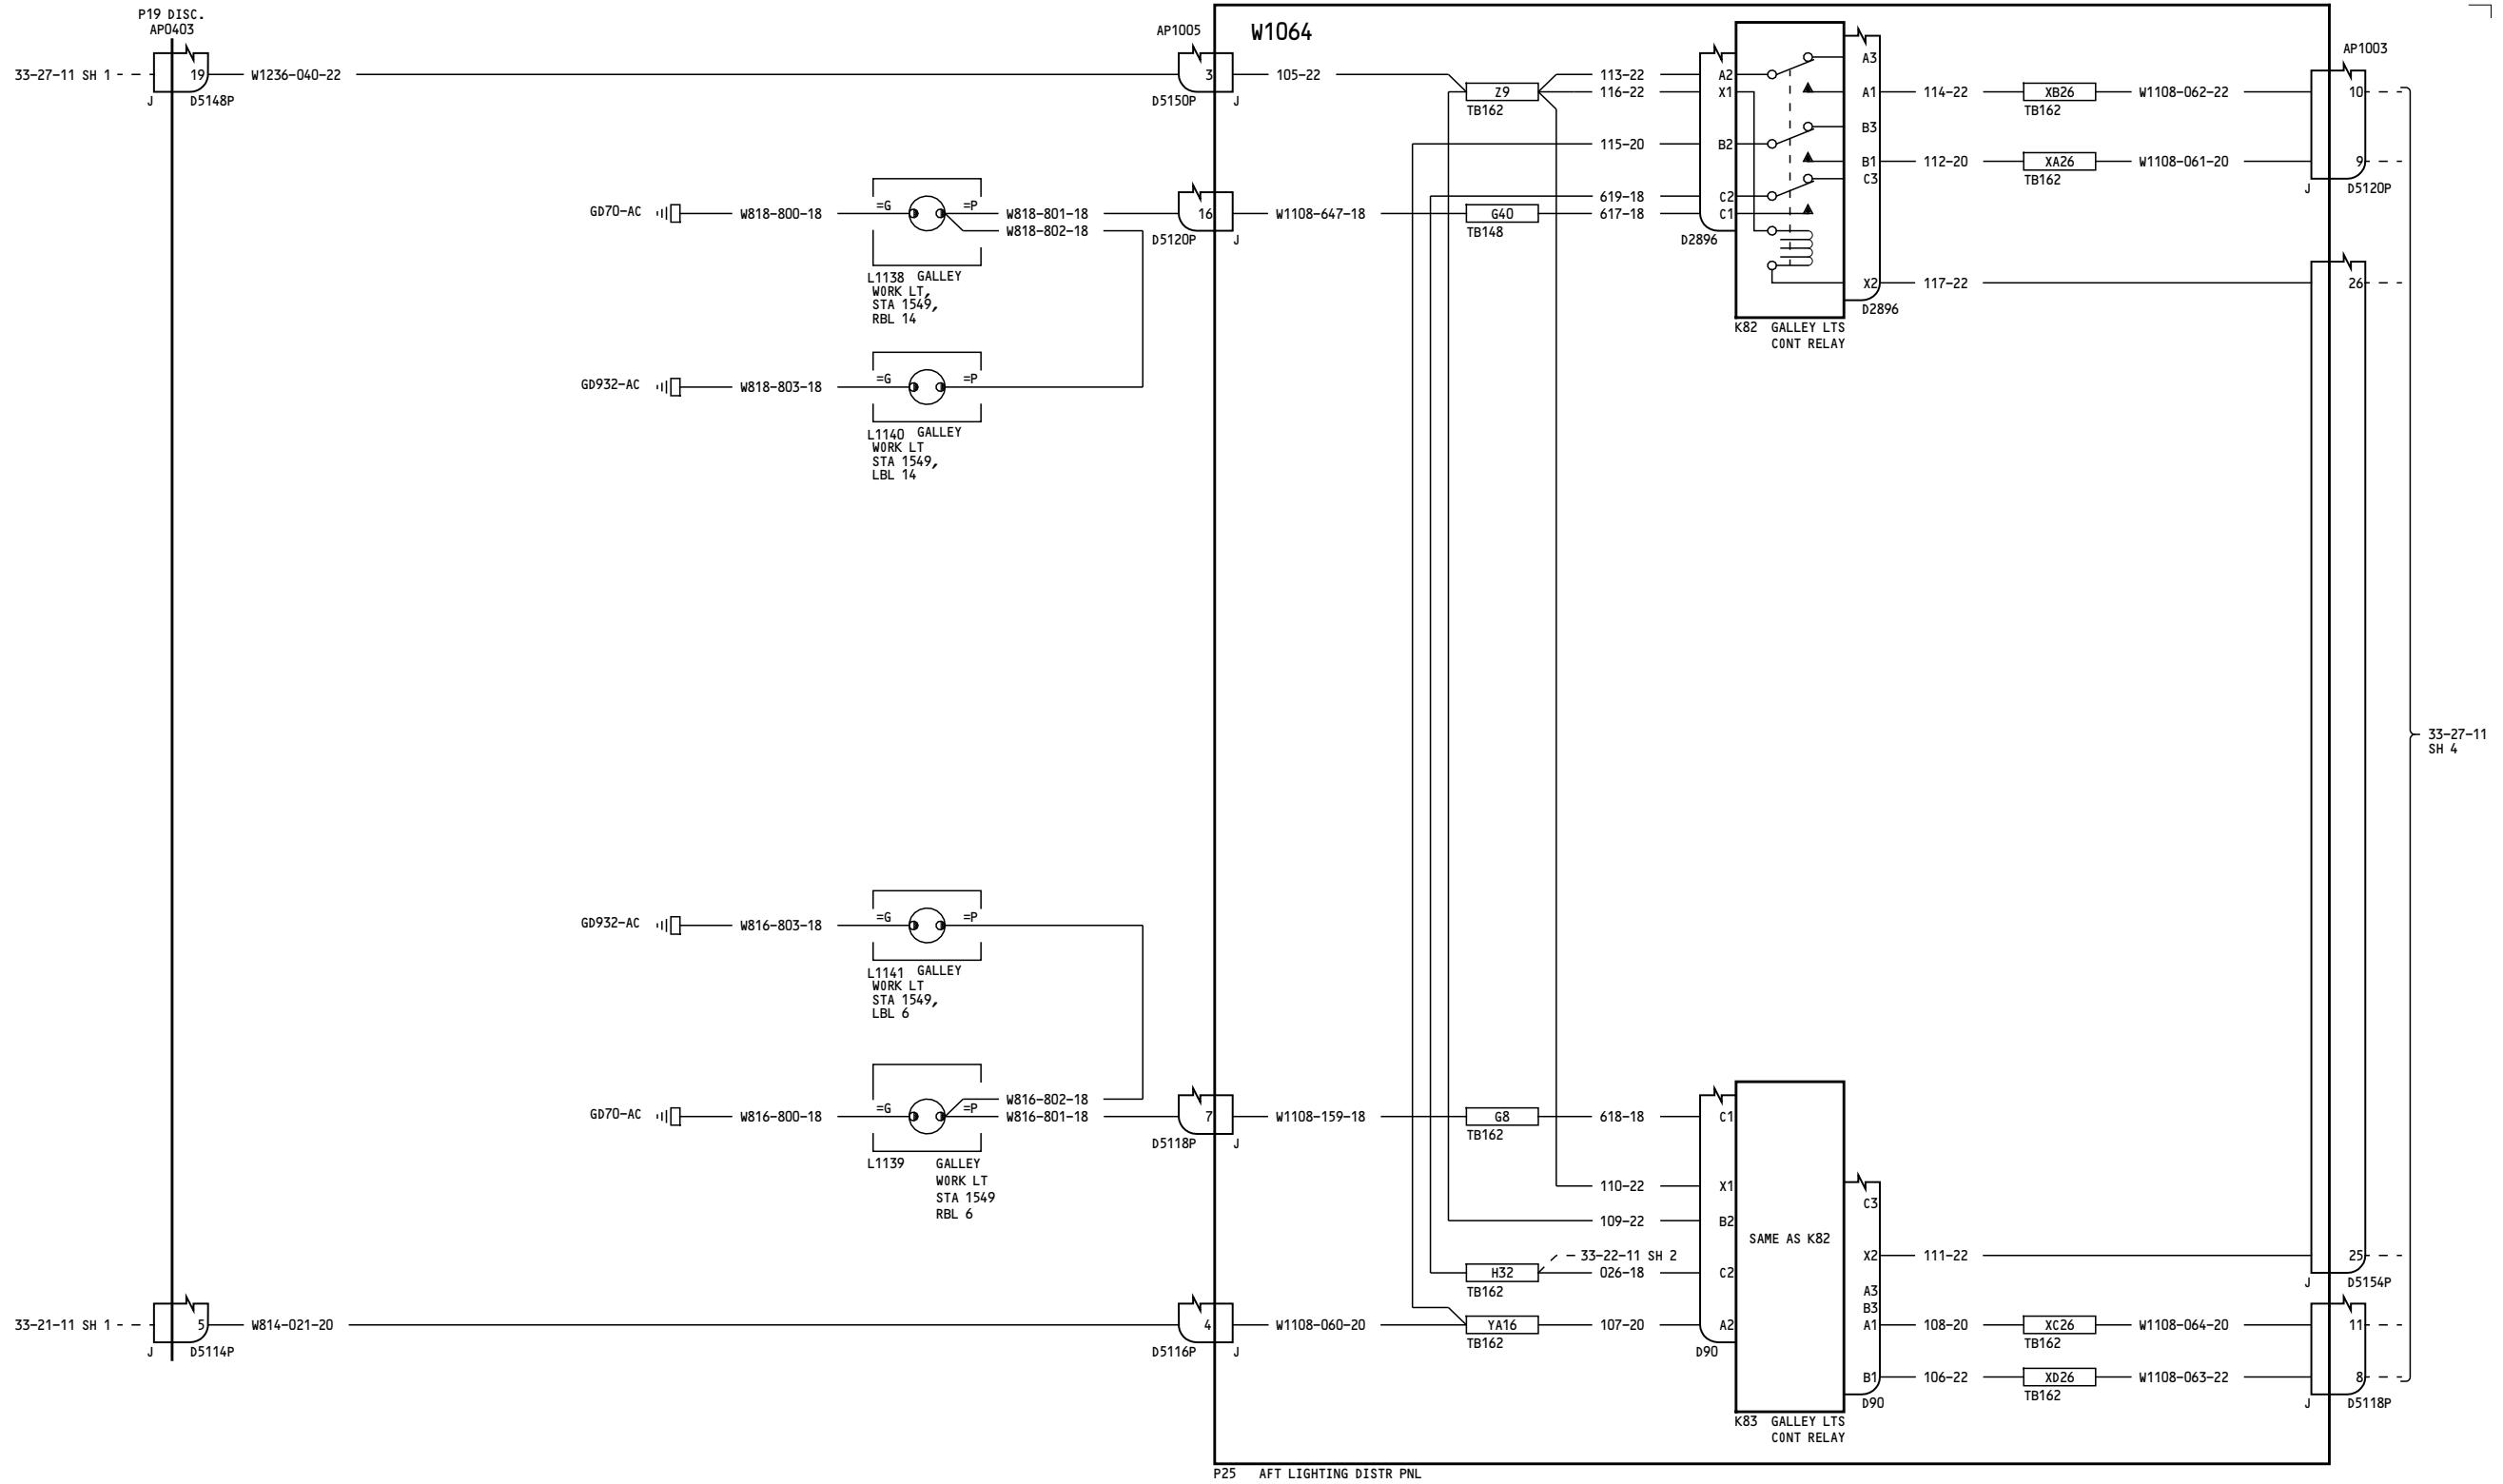 P19 DISC.
AP0403
33-27-11 SH 1
19
W1236-040-22
J
D5148P
AP1005
3
D5150P
J
W1064
105-22
Z9
TB162
113-22
116-22
115-20
619-18
617-18
A2
X1
B2
C2
C1
D2896
A3
A1
B3
B1
C3
X2
D2896
K82 GALLEY LTS
CONT RELAY
114-22
XB26
TB162
W1108-062-22
112-20
XA26
TB162
W1108-061-20
117-22
AP1003
10
9
J
D5120P
26
GD70-AC
W818-800-18
=G
=P
W818-801-18
W818-802-18
16
D5120P
J
W1108-647-18
G40
TB148
L1138 GALLEY
WORK LT,
STA 1549,
RBL 14
GD932-AC
W818-803-18
=G
=P
L1140 GALLEY
WORK LT
STA 1549,
LBL 14
33-27-11
SH 4
GD932-AC
W816-803-18
=G
=P
L1141 GALLEY
WORK LT
STA 1549,
LBL 6
GD70-AC
W816-800-18
=G
=P
W816-802-18
W816-801-18
L1139 GALLEY
WORK LT
STA 1549
RBL 6
7
D5118P
J
W1108-159-18
G8
TB162
618-18
110-22
109-22
33-22-11 SH 2
H32
TB162
026-18
C1
X1
B2
C2
A2
D90
SAME AS K82
C3
X2
A3
B3
A1
B1
D90
K83 GALLEY LTS
CONT RELAY
111-22
25
J
D5154P
33-21-11 SH 1
5
W814-021-20
J
D5114P
4
D5116P
J
W1108-060-20
YA16
TB162
107-20
108-20
XC26
TB162
W1108-064-20
11
106-22
XD26
TB162
W1108-063-22
8
J
D5118P
P25 AFT LIGHTING DISTR PNL